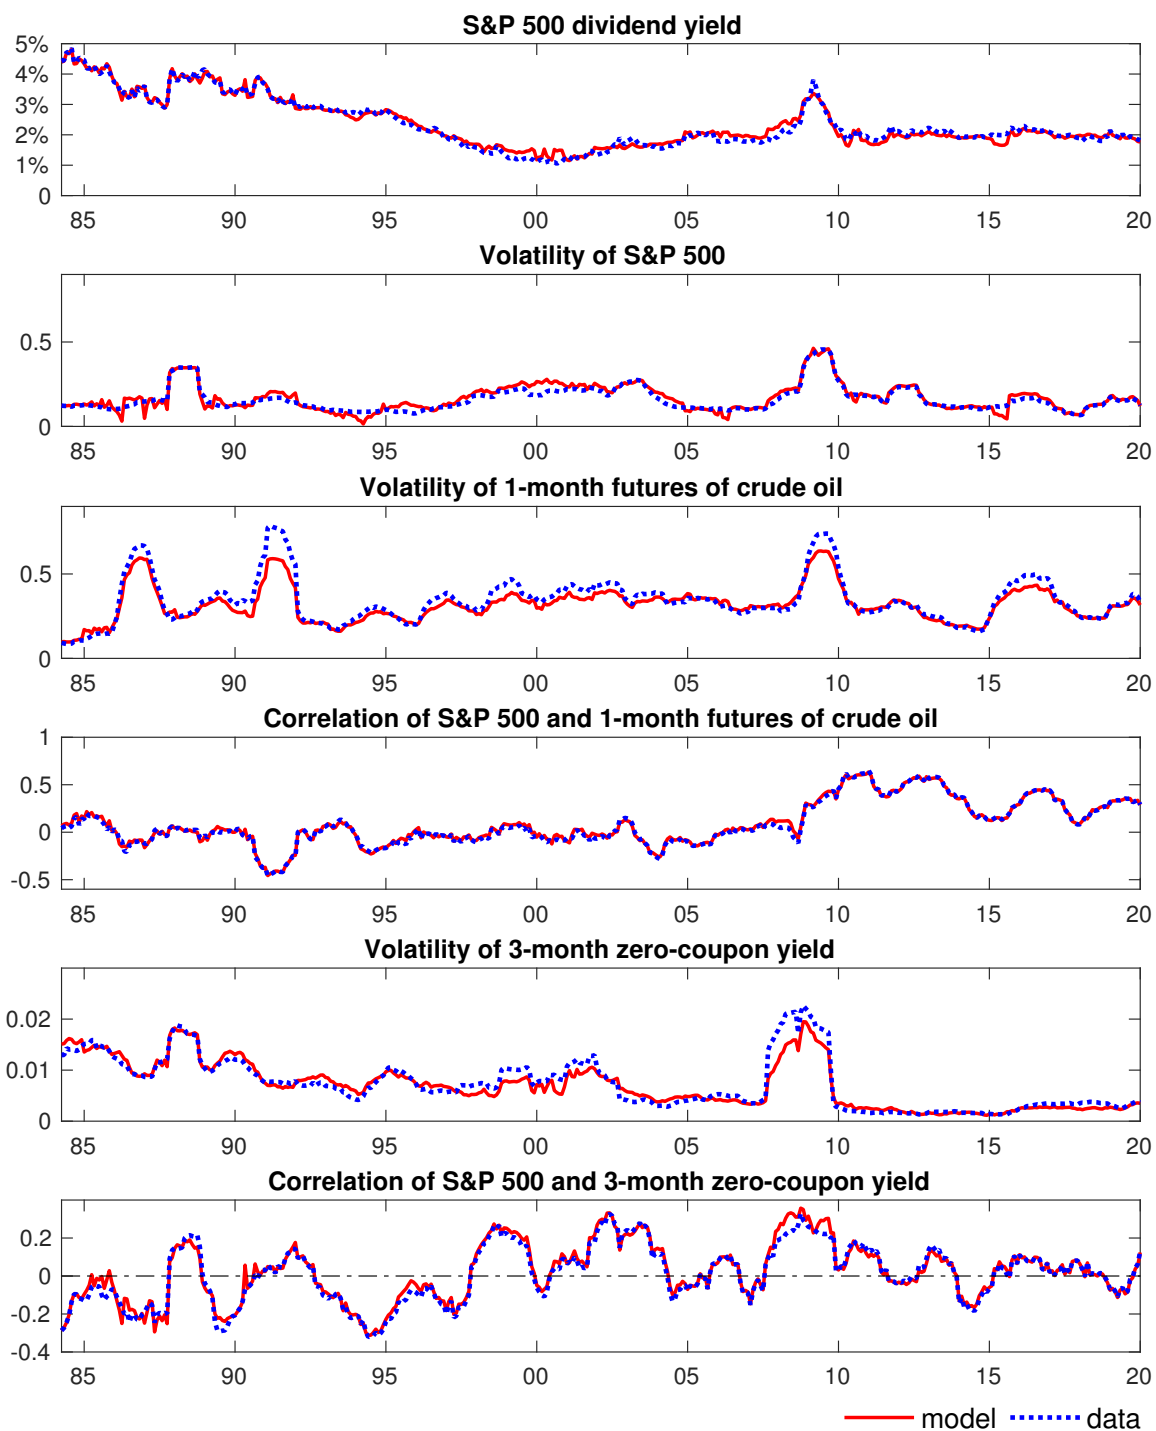 S&P 500 dividend yield
5%
4%
3%
2%
1%
0
85 90 95 00 05 10 15 20
Volatility of S&P 500
0.5
0
85 90 95 00 05 10 15 20
Volatility of 1-month futures of crude oil
0.5
0
85 90 95 00 05 10 15 20
Correlation of S&P 500 and 1-month futures of crude oil
1
0.5
0
-0.5
85 90 95 00 05 10 15 20
Volatility of 3-month zero-coupon yield
0.02
0.01
0
85 90 95 00 05 10 15 20
Correlation of S&P 500 and 3-month zero-coupon yield
0.2
0
-0.2
-0.4
85 90 95 00 05 10 15 20
model data